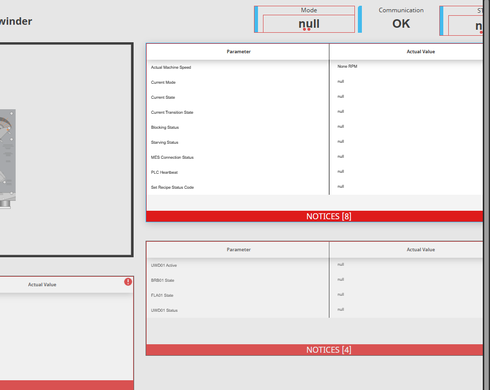 winder
Mode
null
Communication
OK
ST
n
Parameter Actual Value
Actual Machine Speed None RPM
Current Mode null
Current State null
Current Transition State null
Blocking Status null
Starving Status null
MES Connection Status null
PLC Heartbeat null
Set Recipe Status Code null
NOTICES [8]
Parameter Actual Value
UWD01 Active null
BRB01 State null
FLA01 State null
UWD01 Status null
NOTICES [4]
Actual Value